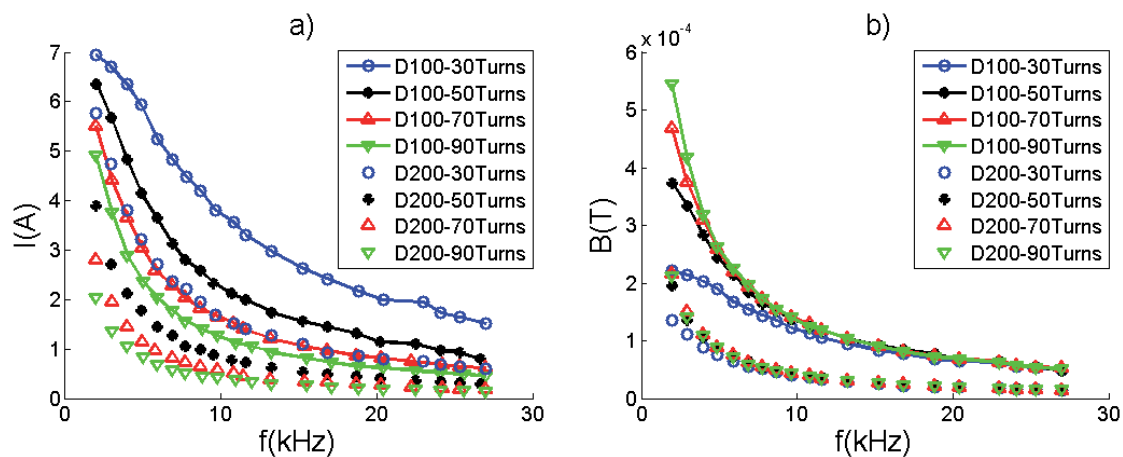 a)
7
6
5
4
3
2
1
0
0
10
20
30
I(A)
f(kHz)
D100-30Turns
D100-50Turns
D100-70Turns
D100-90Turns
D200-30Turns
D200-50Turns
D200-70Turns
D200-90Turns
b)
x 10⁻⁴
6
5
4
3
2
1
0
0
10
20
30
B(T)
f(kHz)
D100-30Turns
D100-50Turns
D100-70Turns
D100-90Turns
D200-30Turns
D200-50Turns
D200-70Turns
D200-90Turns